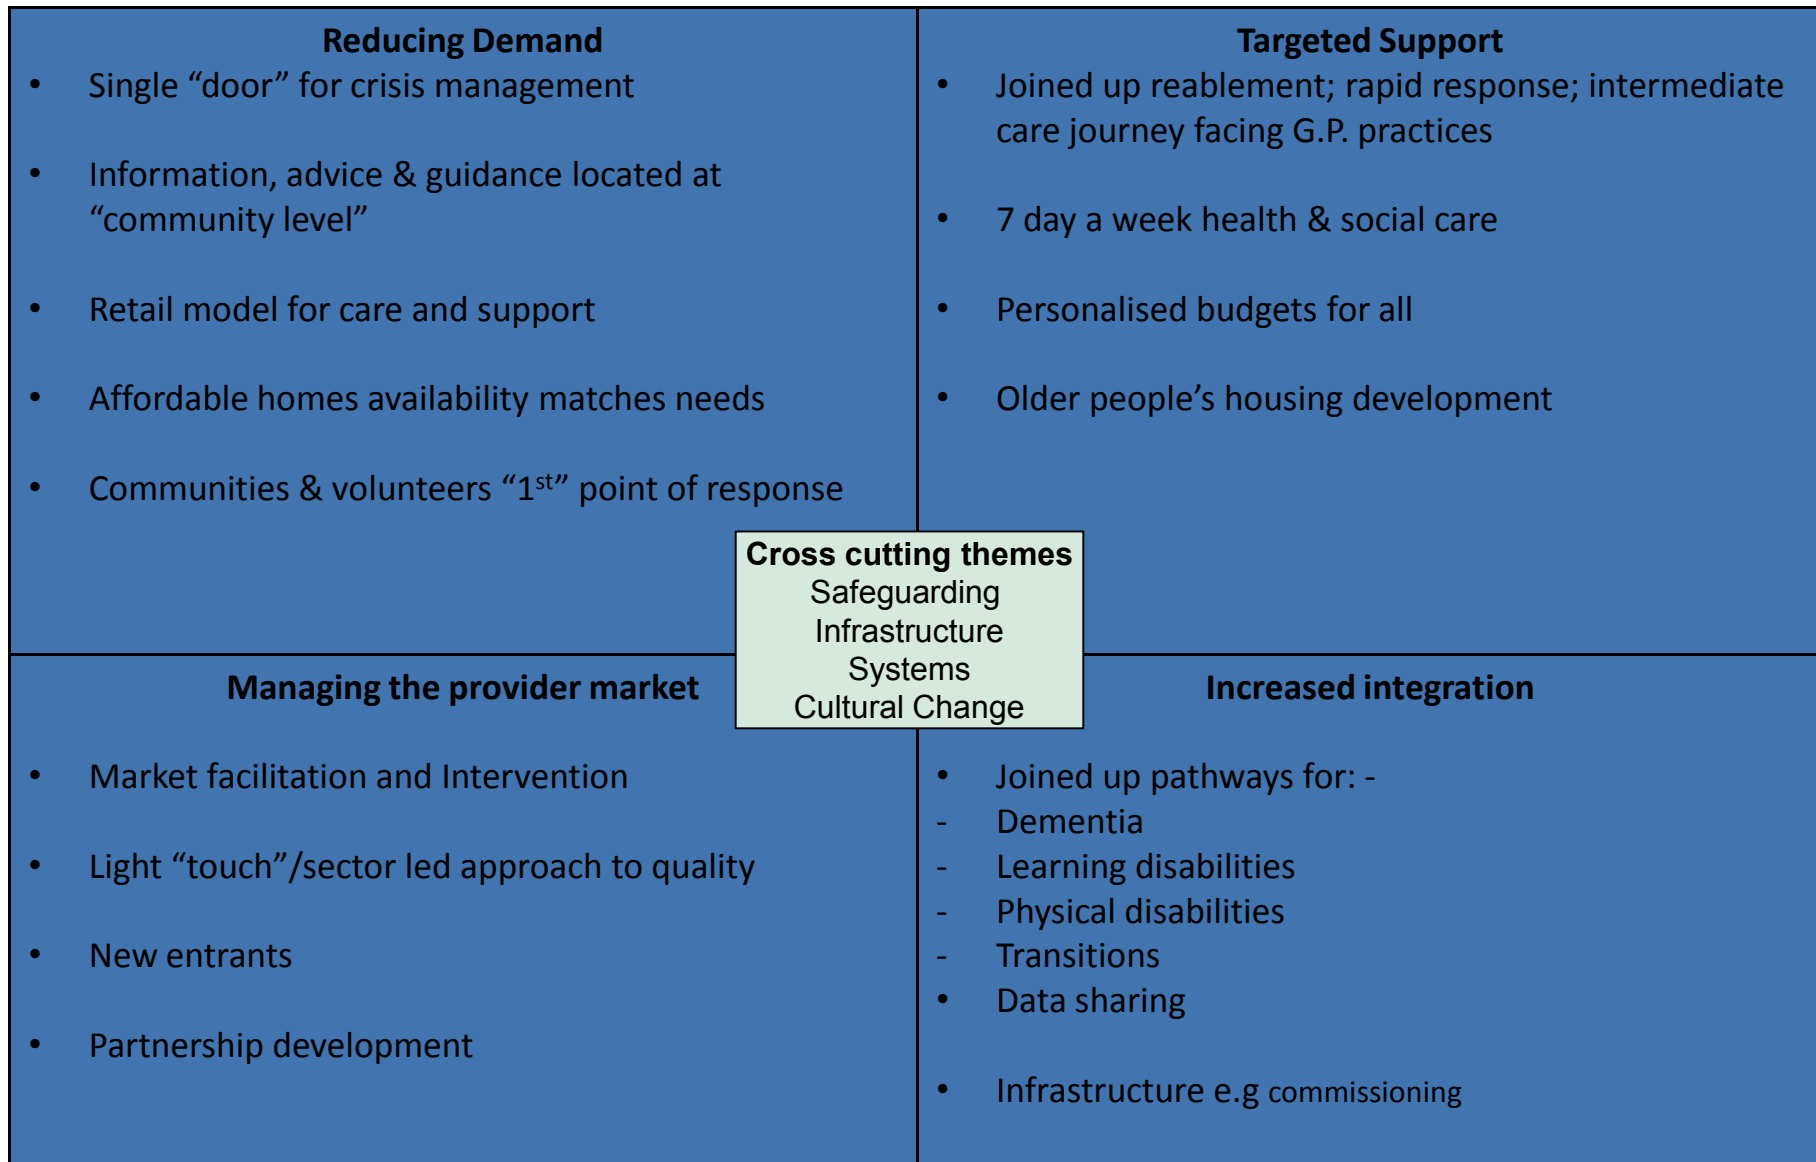 Reducing Demand
• Single “door” for crisis management
• Information, advice & guidance located at
“community level”
• Retail model for care and support
• Affordable homes availability matches needs
• Communities & volunteers “1st” point of response
Targeted Support
• Joined up reablement; rapid response; intermediate
care journey facing G.P. practices
• 7 day a week health & social care
• Personalised budgets for all
• Older people’s housing development
Cross cutting themes
Safeguarding
Infrastructure
Systems
Cultural Change
Managing the provider market
• Market facilitation and Intervention
• Light “touch”/sector led approach to quality
• New entrants
• Partnership development
Increased integration
• Joined up pathways for: -
- Dementia
- Learning disabilities
- Physical disabilities
- Transitions
• Data sharing
• Infrastructure e.g commissioning